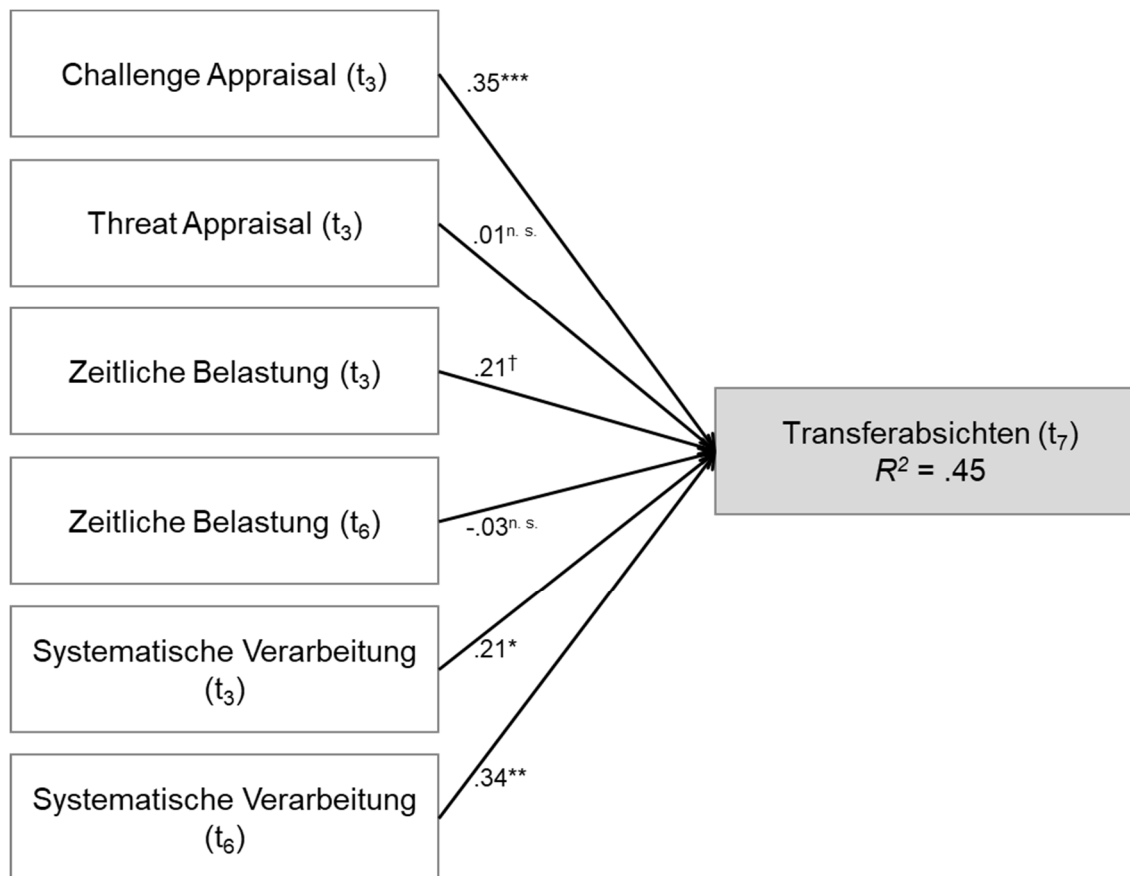 Challenge Appraisal (t₃)
.35***
Threat Appraisal (t₃)
.01ⁿ· ˢ·
Zeitliche Belastung (t₃)
.21†
Transferabsichten (t₇)
R² = .45
Zeitliche Belastung (t₆)
-.03ⁿ· ˢ·
Systematische Verarbeitung
(t₃)
.21*
Systematische Verarbeitung
(t₆)
.34**